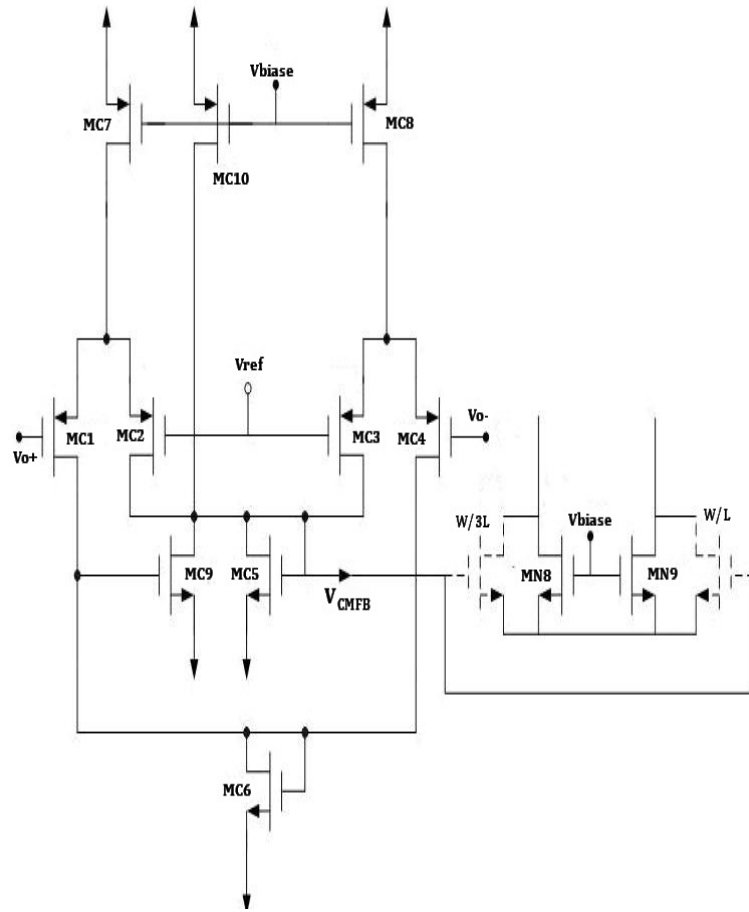 Vbiase
MC7
MC8
MC10
Vref
MC1
MC2
MC3
MC4
Vo-
Vo+
W/3L
Vbiase
W/L
MC9
MC5
MN8
MN9
VCMFB
MC6